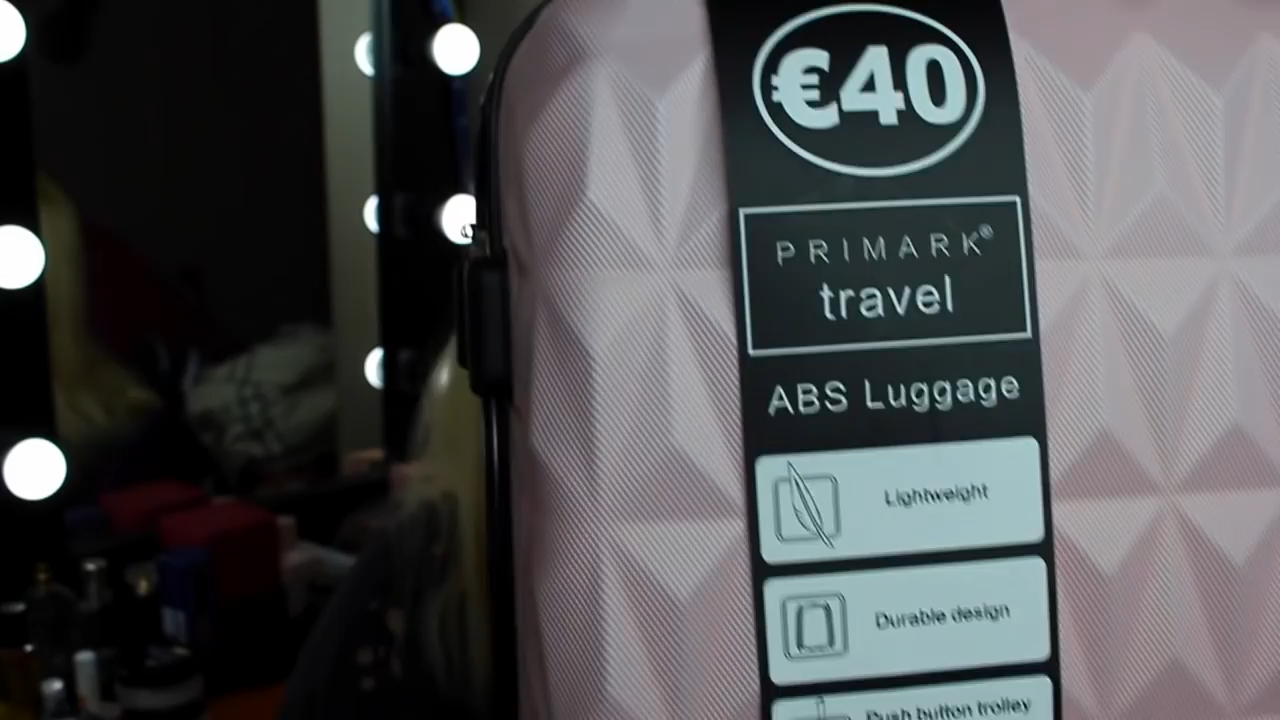 €40
PRIMARK®
travel
ABS Luggage
Lightweight
Durable design
Push button trolley